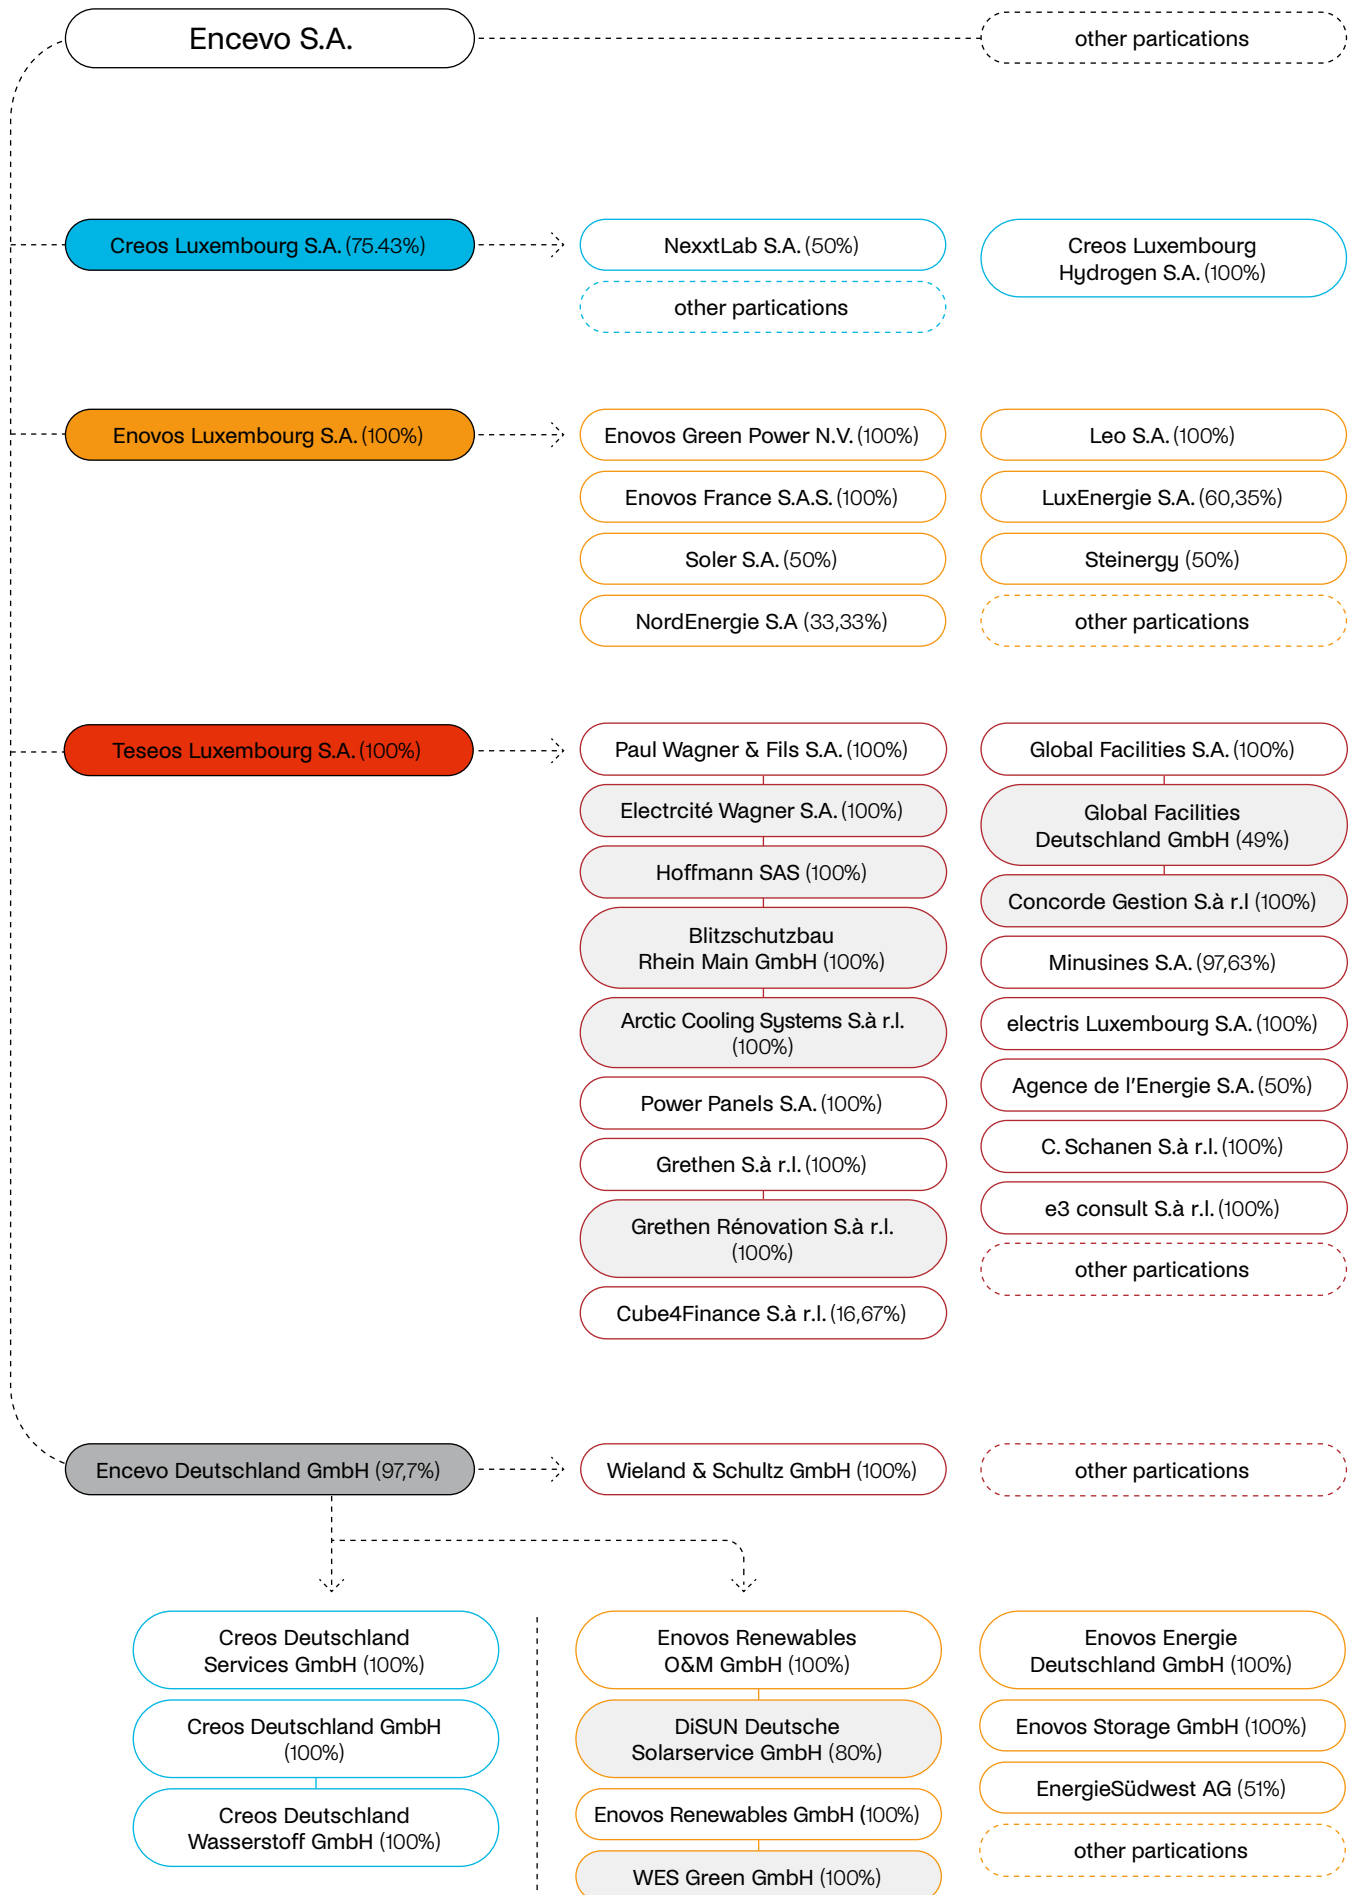 Encevo S.A.
other partications
Creos Luxembourg S.A. (75.43%)
NexxtLab S.A. (50%)
other partications
Creos Luxembourg
Hydrogen S.A. (100%)
Enovos Luxembourg S.A. (100%)
Enovos Green Power N.V. (100%)
Leo S.A. (100%)
Enovos France S.A.S. (100%)
LuxEnergie S.A. (60,35%)
Soler S.A. (50%)
Steinergy (50%)
NordEnergie S.A (33,33%)
other partications
Teseos Luxembourg S.A. (100%)
Paul Wagner & Fils S.A. (100%)
Electrcité Wagner S.A. (100%)
Hoffmann SAS (100%)
Blitzschutzbau
Rhein Main GmbH (100%)
Arctic Cooling Systems S.à r.l.
(100%)
Power Panels S.A. (100%)
Grethen S.à r.l. (100%)
Grethen Rénovation S.à r.l.
(100%)
Cube4Finance S.à r.l. (16,67%)
Global Facilities S.A. (100%)
Global Facilities
Deutschland GmbH (49%)
Concorde Gestion S.à r.l (100%)
Minusines S.A. (97,63%)
electris Luxembourg S.A. (100%)
Agence de l'Energie S.A. (50%)
C. Schanen S.à r.l. (100%)
e3 consult S.à r.l. (100%)
other partications
Encevo Deutschland GmbH (97,7%)
Wieland & Schultz GmbH (100%)
other partications
Creos Deutschland
Services GmbH (100%)
Creos Deutschland GmbH
(100%)
Creos Deutschland
Wasserstoff GmbH (100%)
Enovos Renewables
O&M GmbH (100%)
DiSUN Deutsche
Solarservice GmbH (80%)
Enovos Renewables GmbH (100%)
WES Green GmbH (100%)
Enovos Energie
Deutschland GmbH (100%)
Enovos Storage GmbH (100%)
EnergieSüdwest AG (51%)
other partications